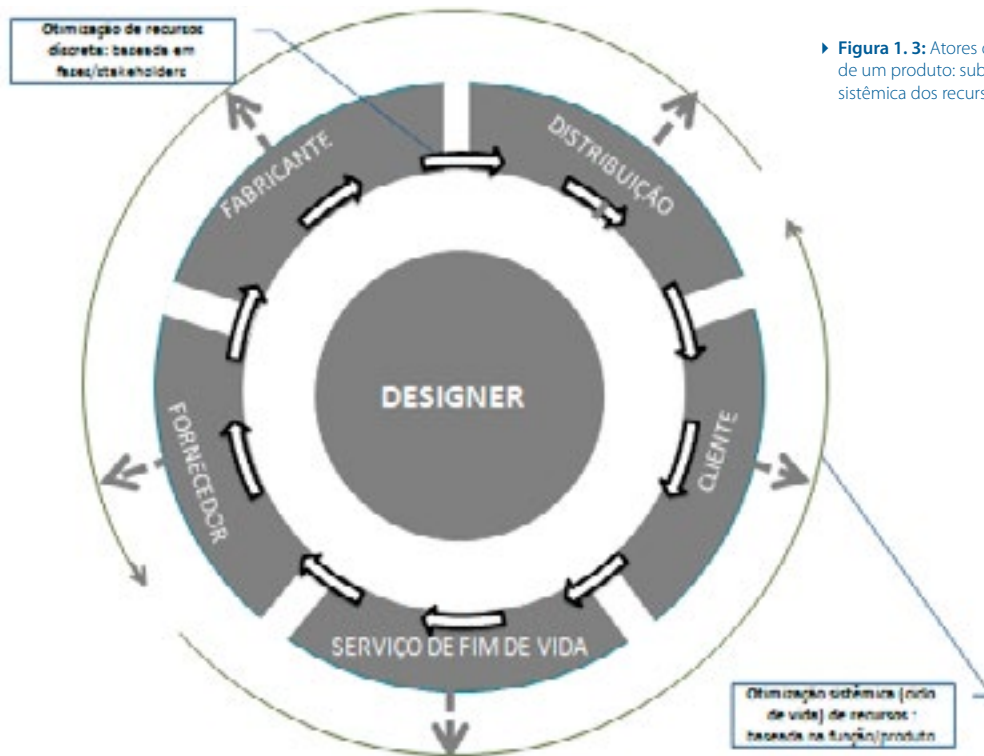 Otimização de recursos
discreta: baseada em
fases/stakeholders
Figura 1. 3: Atores
de um produto:
sistêmica dos
FABRICANTE
DISTRIBUIÇÃO
DESIGNER
FORNECEDOR
CLIENTE
SERVIÇO DE FIM DE VIDA
Otimização sistêmica (ciclo
de vida) de recursos :
baseada na função/produto